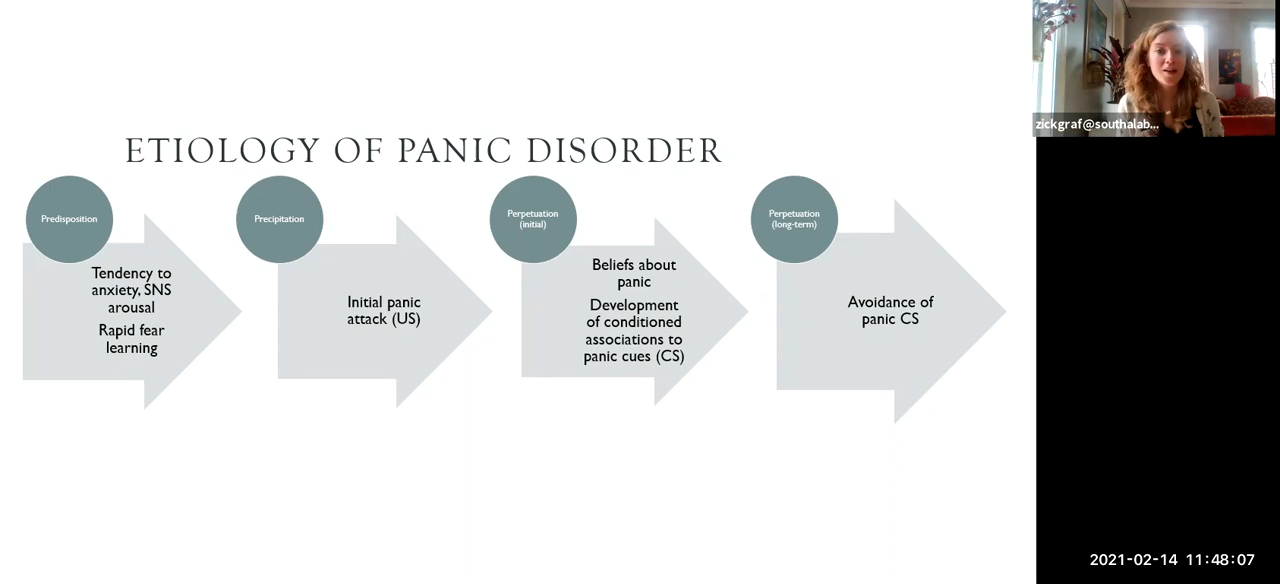 ETIOLOGY OF PANIC DISORDER
Predisposition
Tendency to
anxiety, SNS
arousal
Rapid fear
learning
Precipitation
Initial panic
attack (US)
Perpetuation
(initial)
Beliefs about
panic
Development
of conditioned
associations to
panic cues (CS)
Perpetuation
(long-term)
Avoidance of
panic CS
zickgraf@southalab...
2021-02-14 11:48:07